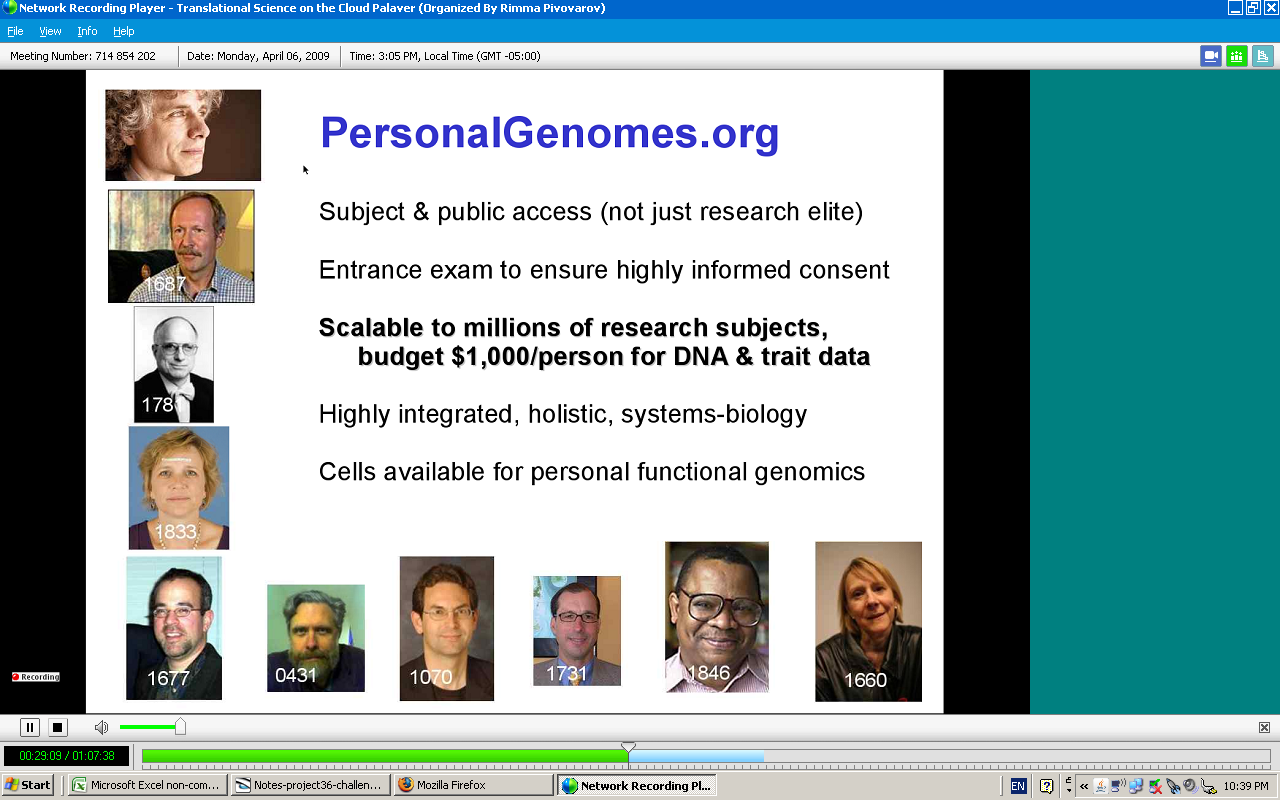 Network Recording Player - Translational Science on the Cloud Palaver (Organized By Rimma Pivovarov)
File View Info Help
Meeting Number: 714 854 202
Date: Monday, April 06, 2009
Time: 3:05 PM, Local Time (GMT -05:00)
PersonalGenomes.org
Subject & public access (not just research elite)
Entrance exam to ensure highly informed consent
Scalable to millions of research subjects,
budget $1,000/person for DNA & trait data
Highly integrated, holistic, systems-biology
Cells available for personal functional genomics
1687
1833
1677
0431
1070
1731
1846
1660
Recording
00:29:09 / 01:07:38
Start
Microsoft Excel non-com...
Notes-project36-challen...
Mozilla Firefox
Network Recording Pl...
EN
10:39 PM